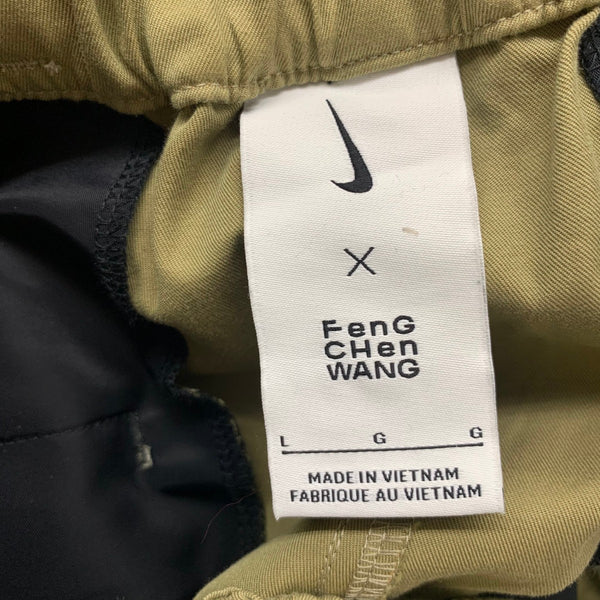 X
FenG
CHen
WANG
L G G
MADE IN VIETNAM
FABRIQUE AU VIETNAM